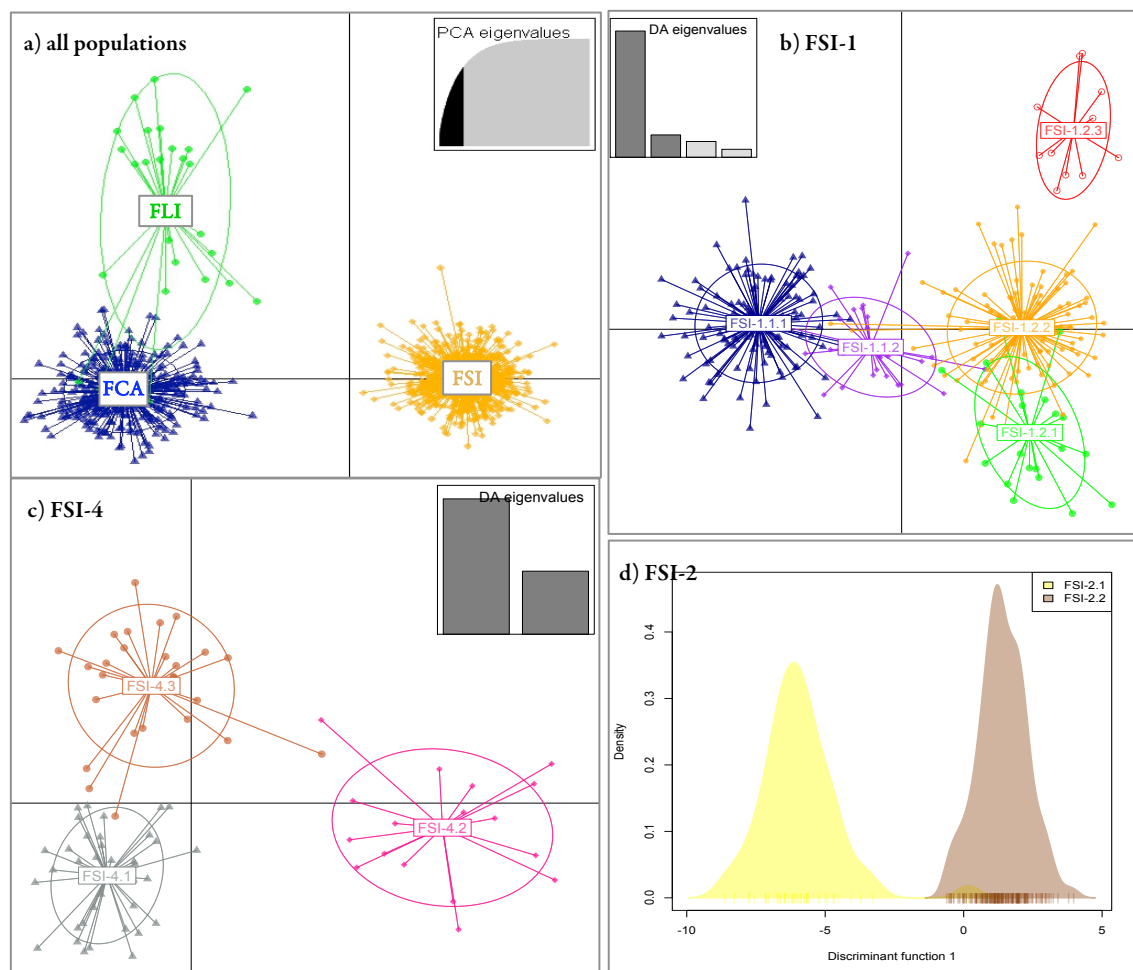 a) all populations
PCA eigenvalues
FLI
FCA
FSI
DA eigenvalues
b) FSI-1
FSI-1.2.3
FSI-1.1.1
FSI-1.1.2
FSI-1.2.2
FSI-1.2.1
c) FSI-4
DA eigenvalues
FSI-4.3
FSI-4.2
FSI-4.1
d) FSI-2
FSI-2.1
FSI-2.2
Density
0.4
0.3
0.2
0.1
0.0
-10
-5
0
5
Discriminant function 1